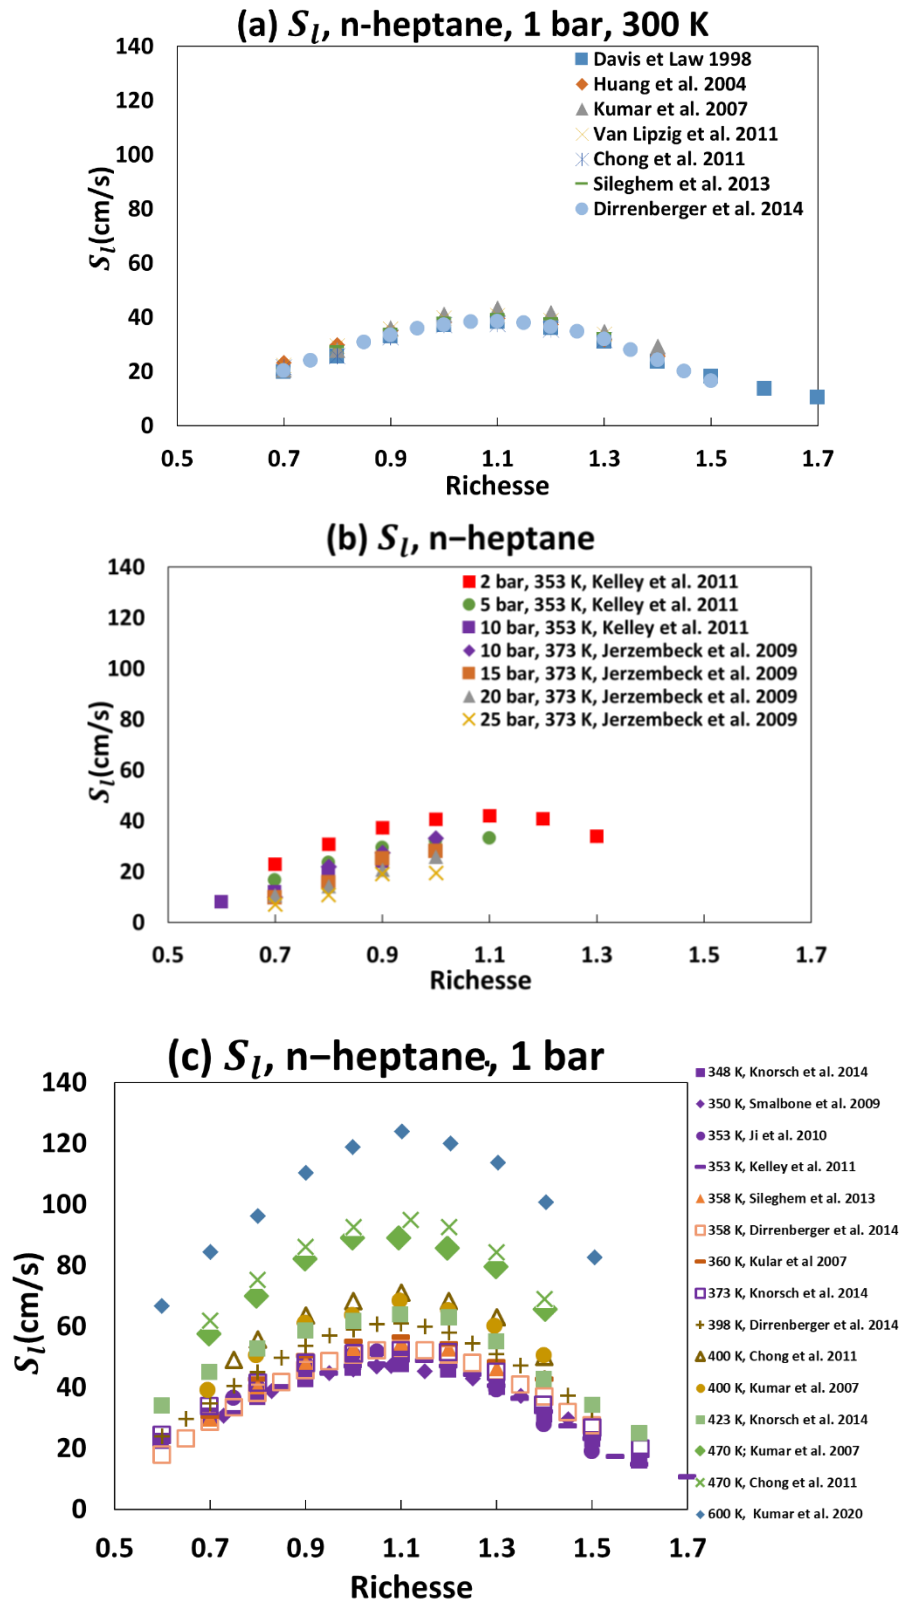 (a) S_l, n-heptane, 1 bar, 300 K
140
120
100
80
60
40
20
0
S_l(cm/s)
Davis et Law 1998
Huang et al. 2004
Kumar et al. 2007
Van Lipzig et al. 2011
Chong et al. 2011
Sileghem et al. 2013
Dirrenberger et al. 2014
0.5 0.7 0.9 1.1 1.3 1.5 1.7
Richesse
(b) S_l, n−heptane
140
120
100
80
60
40
20
0
S_l(cm/s)
2 bar, 353 K, Kelley et al. 2011
5 bar, 353 K, Kelley et al. 2011
10 bar, 353 K, Kelley et al. 2011
10 bar, 373 K, Jerzembeck et al. 2009
15 bar, 373 K, Jerzembeck et al. 2009
20 bar, 373 K, Jerzembeck et al. 2009
25 bar, 373 K, Jerzembeck et al. 2009
0.5 0.7 0.9 1.1 1.3 1.5 1.7
Richesse
(c) S_l, n−heptane, 1 bar
140
120
100
80
60
40
20
0
S_l(cm/s)
348 K, Knorsch et al. 2014
350 K, Smalbone et al. 2009
353 K, Ji et al. 2010
353 K, Kelley et al. 2011
358 K, Sileghem et al. 2013
358 K, Dirrenberger et al. 2014
360 K, Kular et al 2007
373 K, Knorsch et al. 2014
398 K, Dirrenberger et al. 2014
400 K, Chong et al. 2011
400 K, Kumar et al. 2007
423 K, Knorsch et al. 2014
470 K; Kumar et al. 2007
470 K, Chong et al. 2011
600 K, Kumar et al. 2020
0.5 0.7 0.9 1.1 1.3 1.5 1.7
Richesse